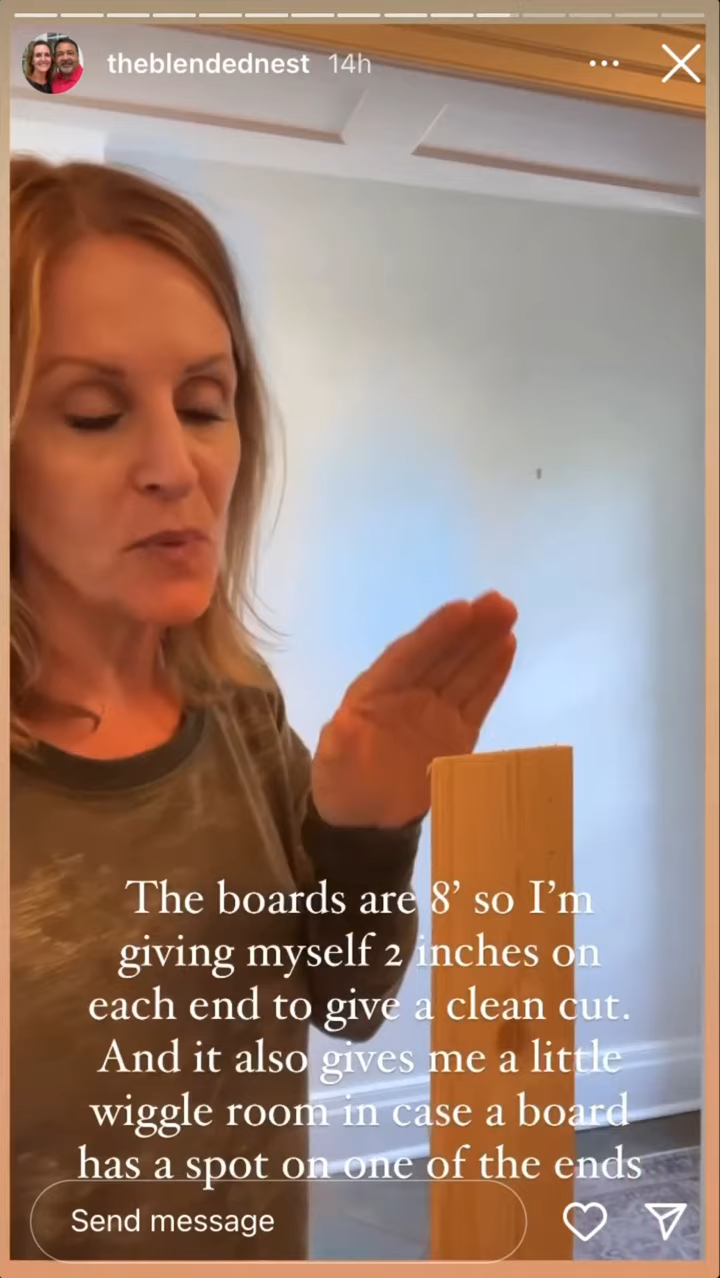 theblendednest 14h
The boards are 8’ so I’m
giving myself 2 inches on
each end to give a clean cut.
And it also gives me a little
wiggle room in case a board
has a spot on one of the ends
Send message